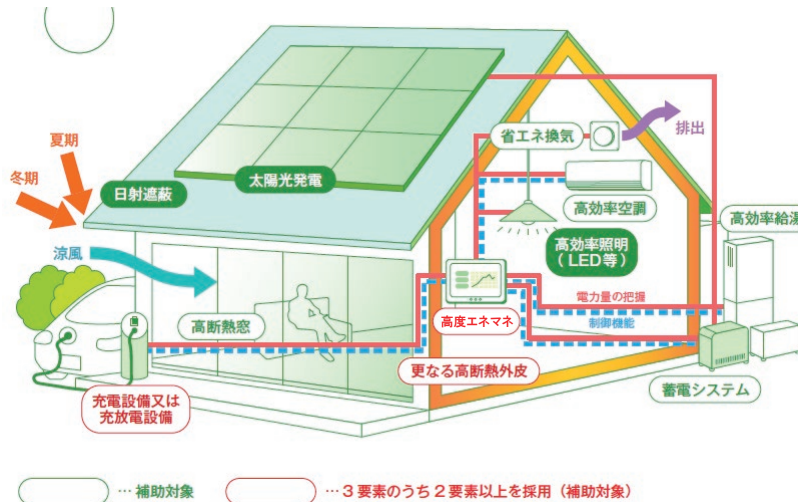 夏期
冬期
日射遮蔽
太陽光発電
省エネ換気
排出
高効率空調
高効率給湯
涼風
高効率照明
(LED等)
電力量の把握
高度エネマネ
制御機能
高断熱窓
更なる高断熱外皮
蓄電システム
充電設備又は
充放電設備
…補助対象
…3要素のうち2要素以上を採用(補助対象)